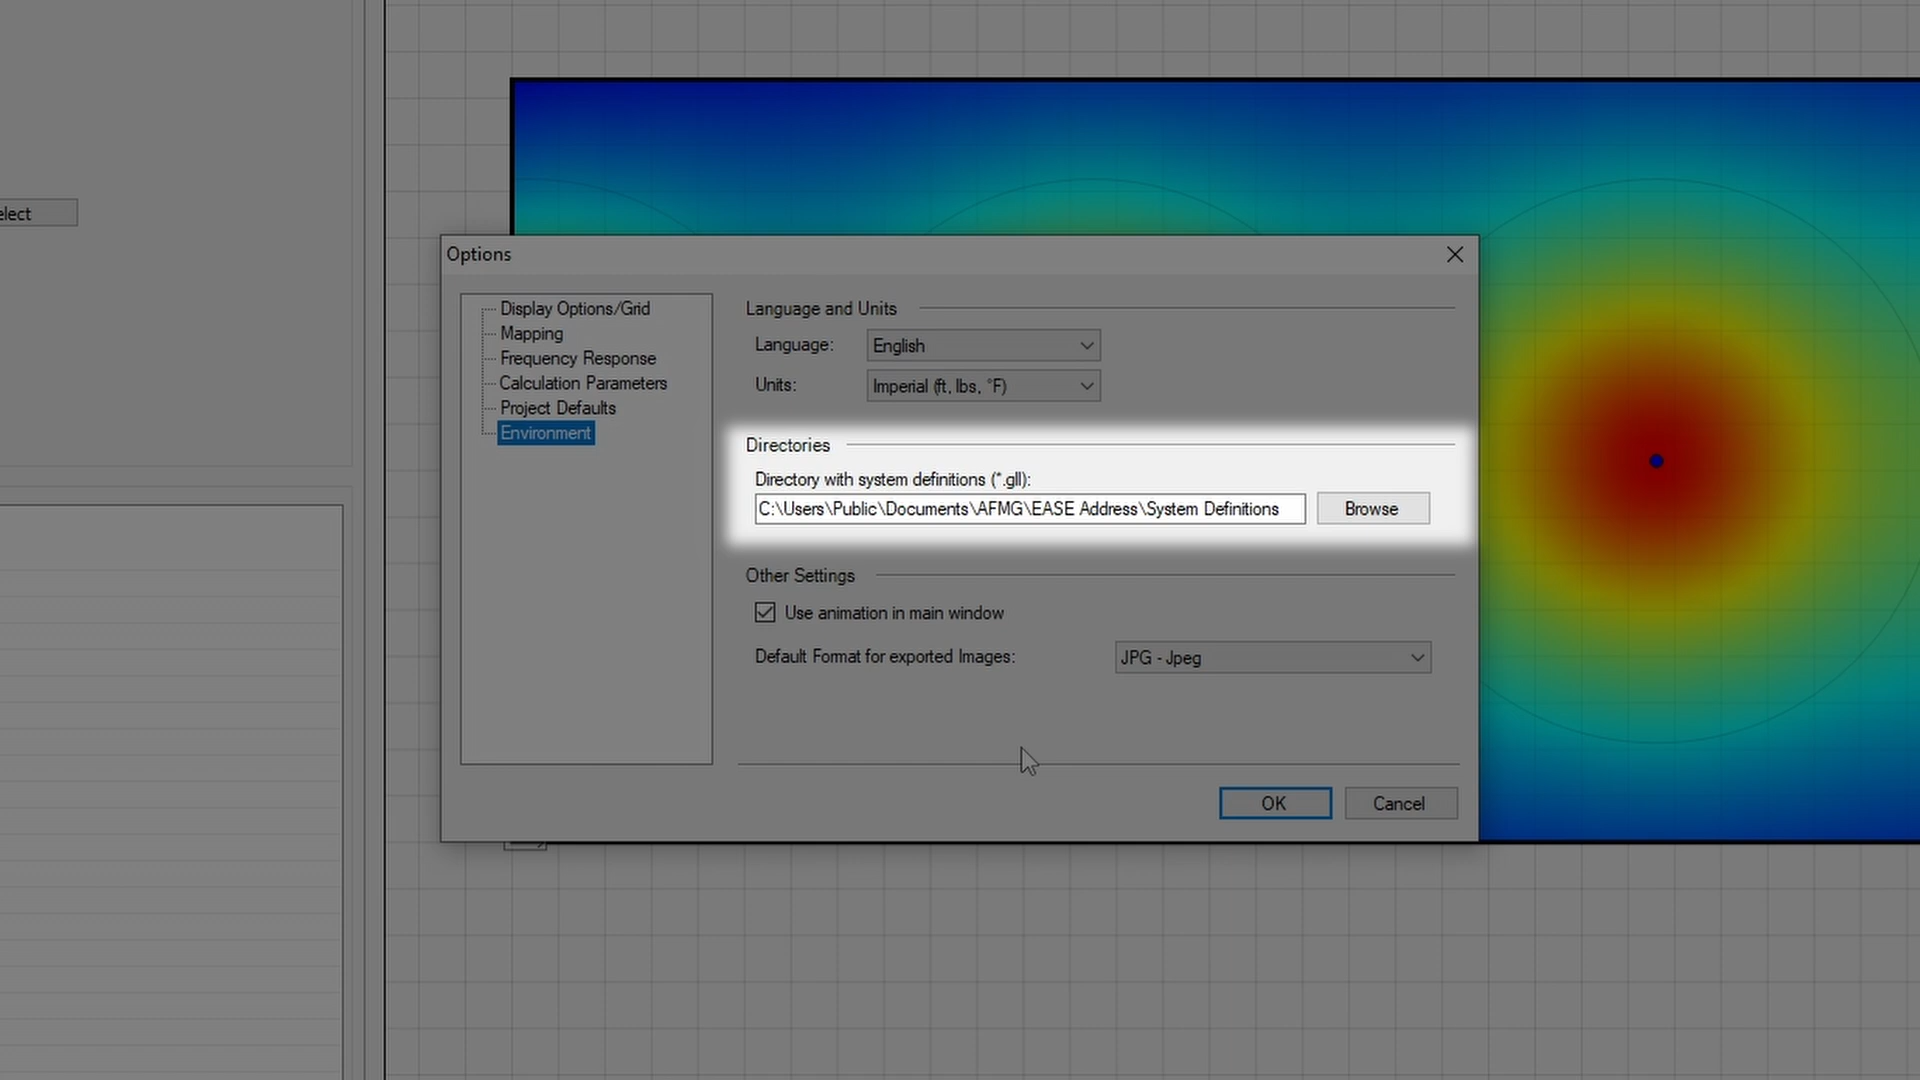 elect
Options
Display Options/Grid
Mapping
Frequency Response
Calculation Parameters
Project Defaults
Environment
Language and Units
Language: English
Units: Imperial (ft, lbs, °F)
Directories
Directory with system definitions (*.gll):
C:\Users\Public\Documents\AFMG\EASE Address\System Definitions Browse
Other Settings
Use animation in main window
Default Format for exported Images: JPG - Jpeg
OK Cancel